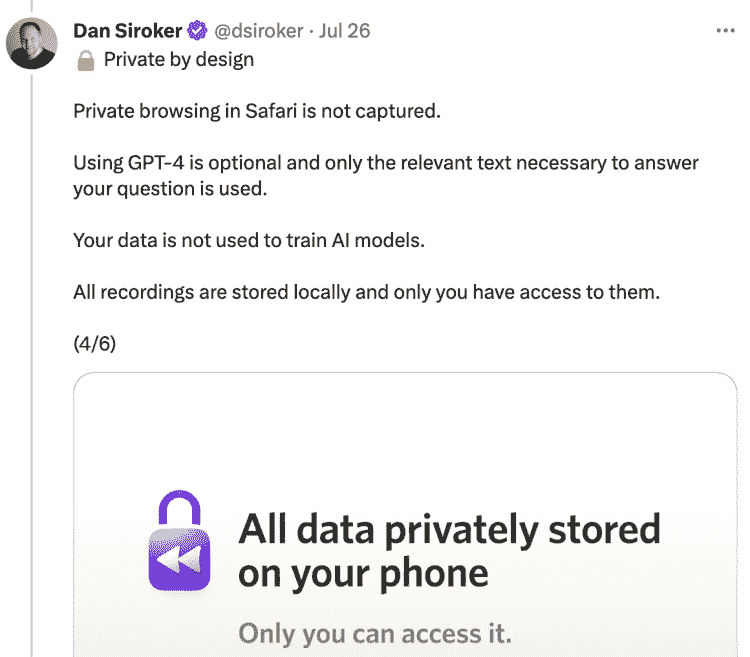 Dan Siroker @dsiroker · Jul 26
🔒 Private by design
Private browsing in Safari is not captured.
Using GPT-4 is optional and only the relevant text necessary to answer
your question is used.
Your data is not used to train AI models.
All recordings are stored locally and only you have access to them.
(4/6)
All data privately stored
on your phone
Only you can access it.